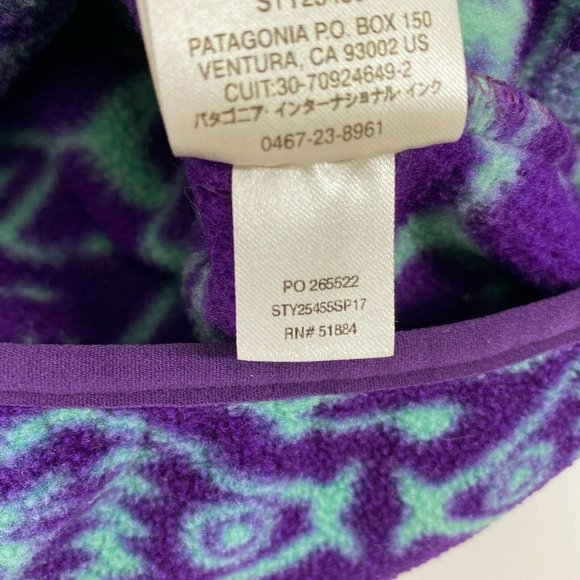 PATAGONIA P.O. BOX 150
VENTURA, CA 93002 US
CUIT:30-70924649-2
パタゴニア・インターナショナル・インク
0467-23-8961
PO 265522
STY25455SP17
RN# 51884